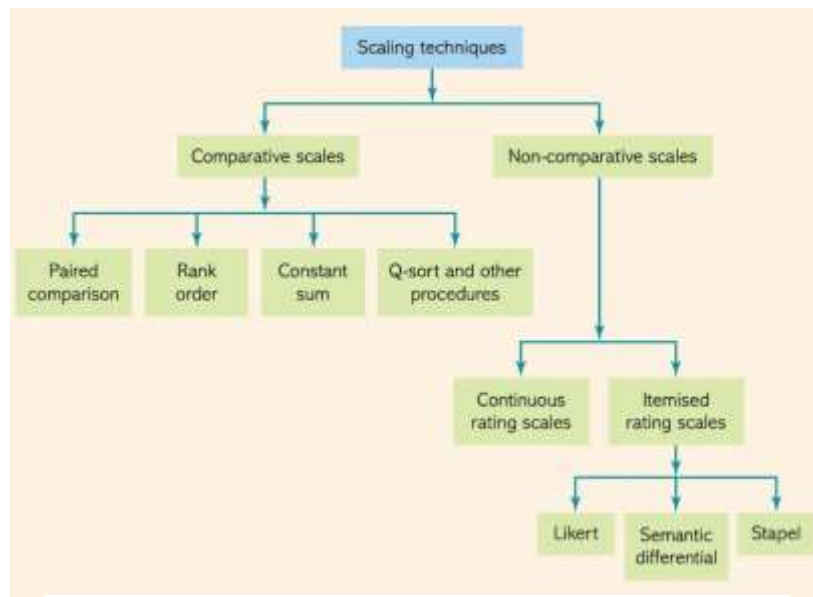 Scaling techniques
Comparative scales
Non-comparative scales
Paired
comparison
Rank
order
Constant
sum
Q-sort and other
procedures
Continuous
rating scales
Itemised
rating scales
Likert
Semantic
differential
Stapel